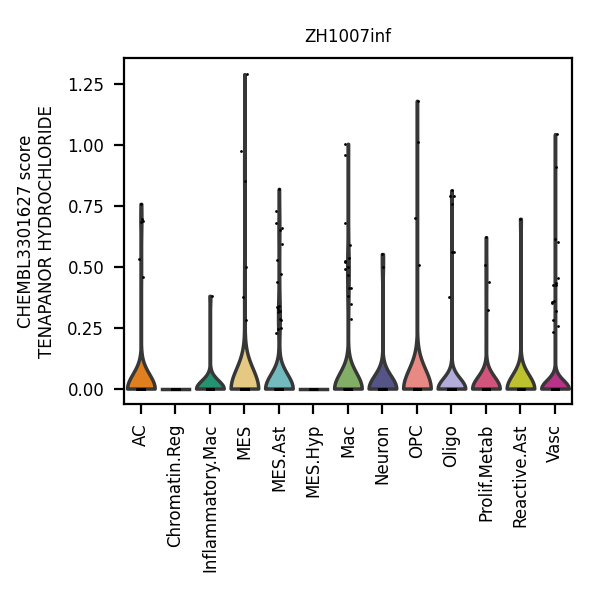 ZH1007inf
CHEMBL3301627 score
TENAPANOR HYDROCHLORIDE
1.25
1.00
0.75
0.50
0.25
0.00
AC
Chromatin.Reg
Inflammatory.Mac
MES
MES.Ast
MES.Hyp
Mac
Neuron
OPC
Oligo
Prolif.Metab
Reactive.Ast
Vasc